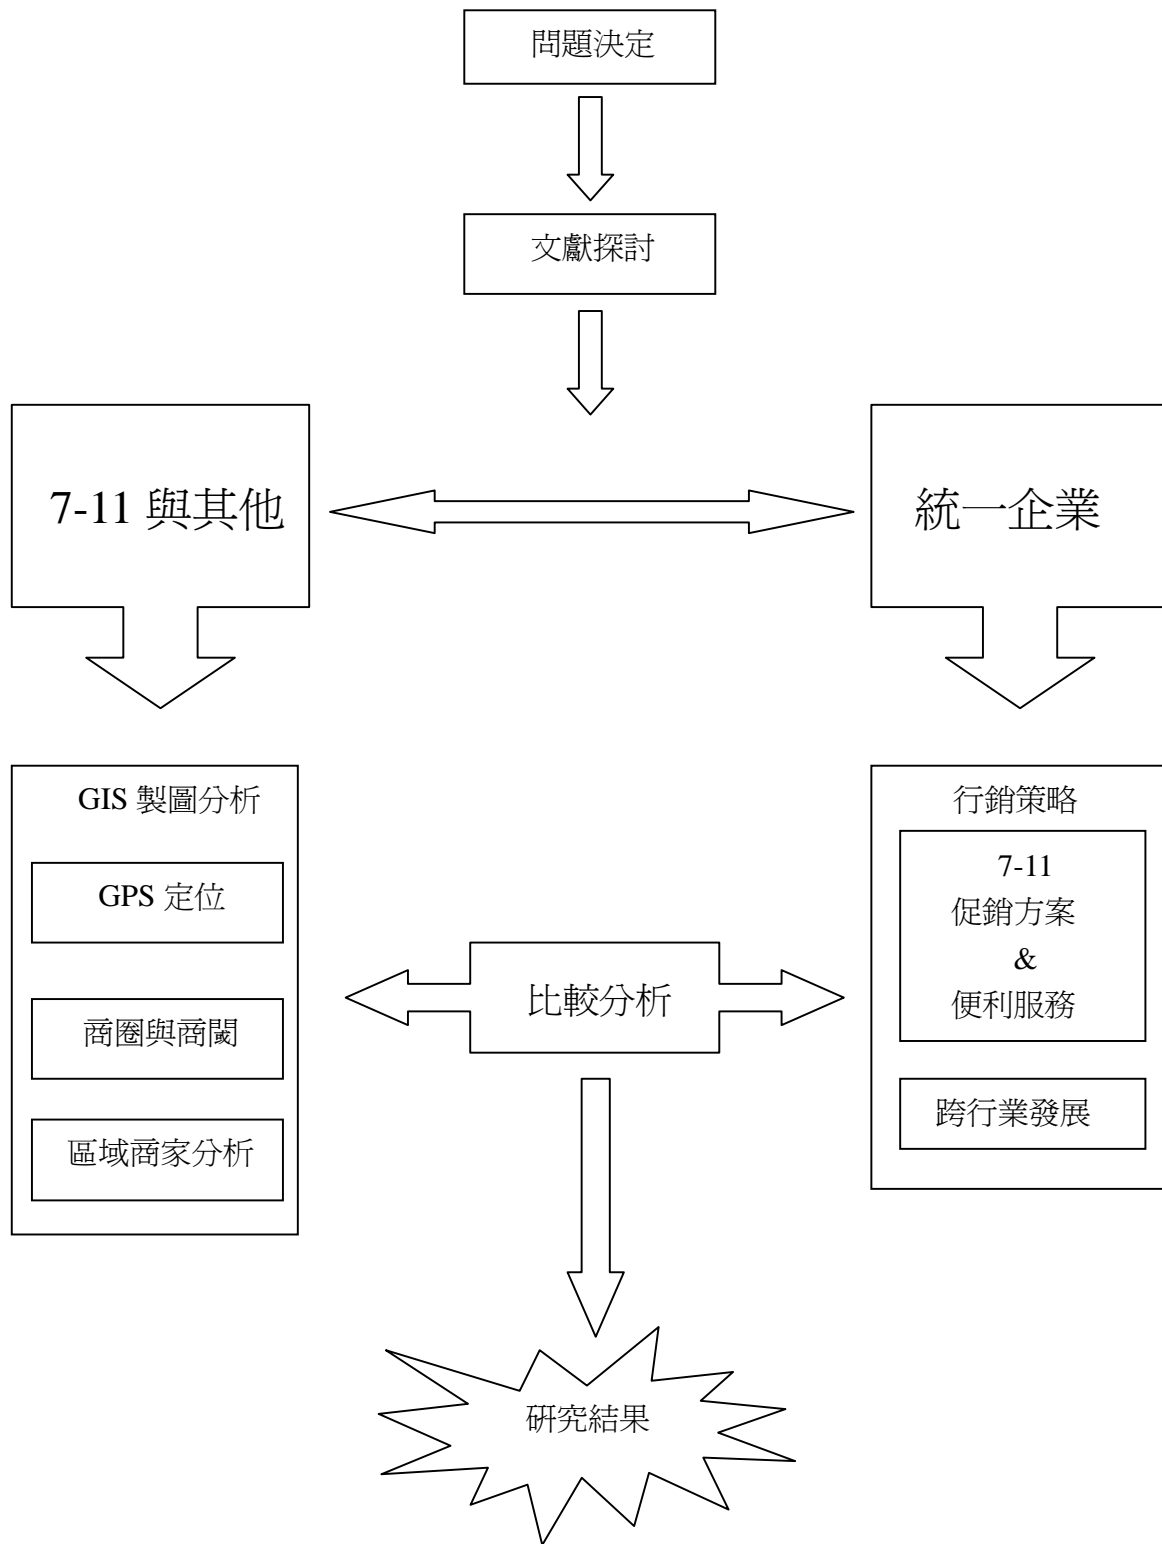 問題決定
文獻探討
7-11 與其他
統一企業
GIS 製圖分析
GPS 定位
商圈與商閾
區域商家分析
比較分析
行銷策略
7-11
促銷方案
&
便利服務
跨行業發展
研究結果